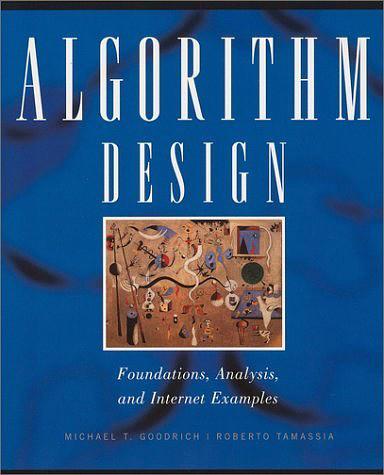 ALGORITHM
DESIGN
Foundations, Analysis,
and Internet Examples
MICHAEL T. GOODRICH | ROBERTO TAMASSIA